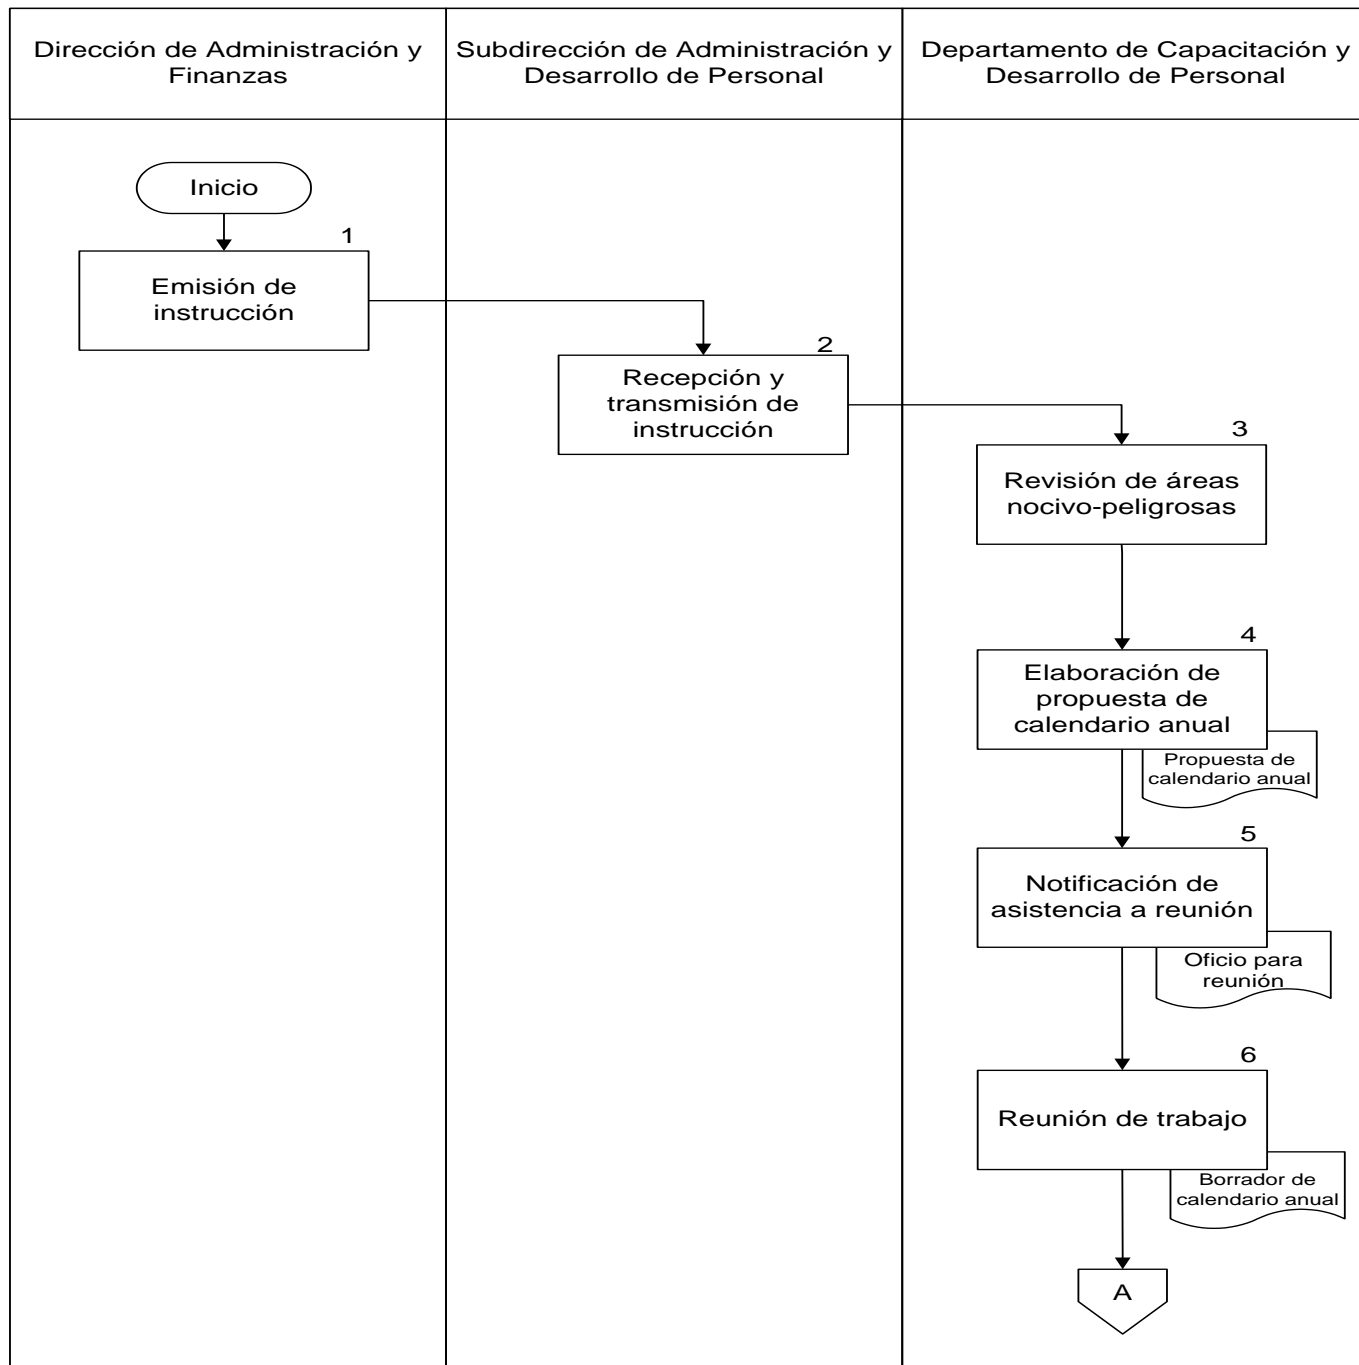 Dirección de Administración y
Finanzas
Subdirección de Administración y
Desarrollo de Personal
Departamento de Capacitación y
Desarrollo de Personal
Inicio
1
Emisión de
instrucción
2
Recepción y
transmisión de
instrucción
3
Revisión de áreas
nocivo-peligrosas
4
Elaboración de
propuesta de
calendario anual
Propuesta de
calendario anual
5
Notificación de
asistencia a reunión
Oficio para
reunión
6
Reunión de trabajo
Borrador de
calendario anual
A